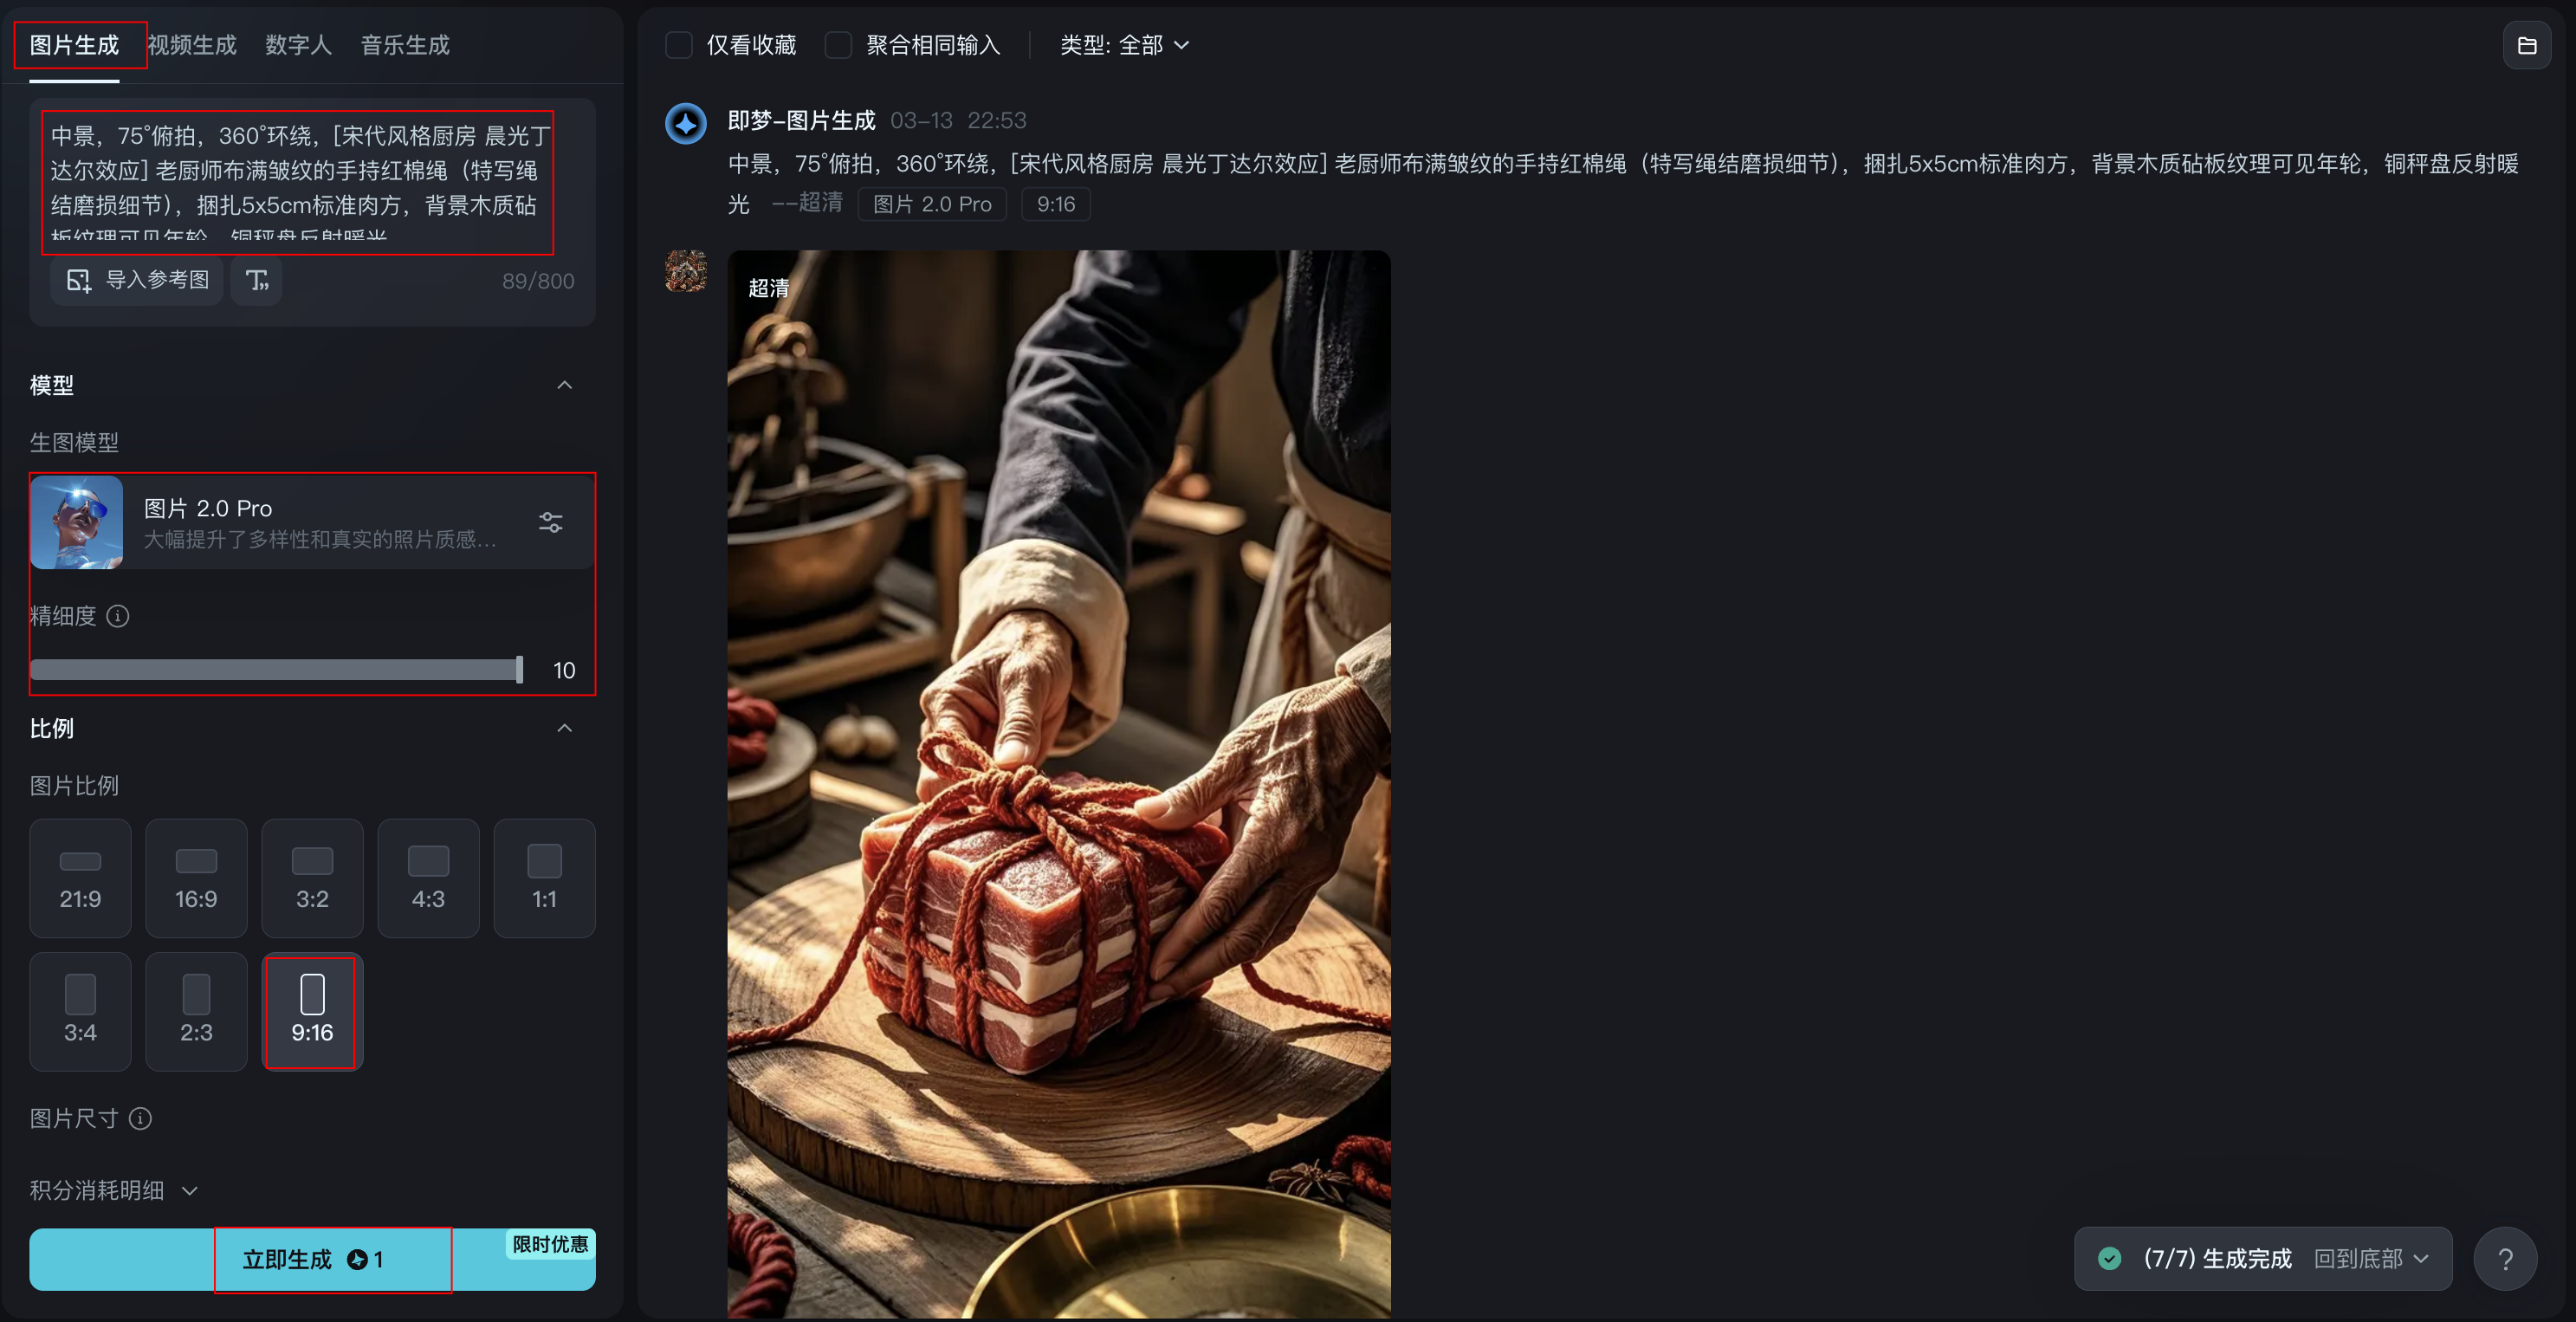 图片生成 视频生成 数字人 音乐生成
中景，75°俯拍，360°环绕，[宋代风格厨房 晨光丁
达尔效应] 老厨师布满皱纹的手持红棉绳（特写绳
结磨损细节），捆扎5x5cm标准肉方，背景木质砧
板纹理可见年轮，铜秤盘反射暖光
导入参考图 89/800
模型
生图模型
图片 2.0 Pro
大幅提升了多样性和真实的照片质感...
精细度
10
比例
图片比例
21:9 16:9 3:2 4:3 1:1
3:4 2:3 9:16
图片尺寸
积分消耗明细
立即生成 1
限时优惠
仅看收藏 聚合相同输入 类型: 全部
即梦-图片生成 03-13 22:53
中景，75°俯拍，360°环绕，[宋代风格厨房 晨光丁达尔效应] 老厨师布满皱纹的手持红棉绳（特写绳结磨损细节），捆扎5x5cm标准肉方，背景木质砧板纹理可见年轮，铜秤盘反射暖
光 --超清 图片 2.0 Pro 9:16
超清
(7/7) 生成完成 回到底部
?